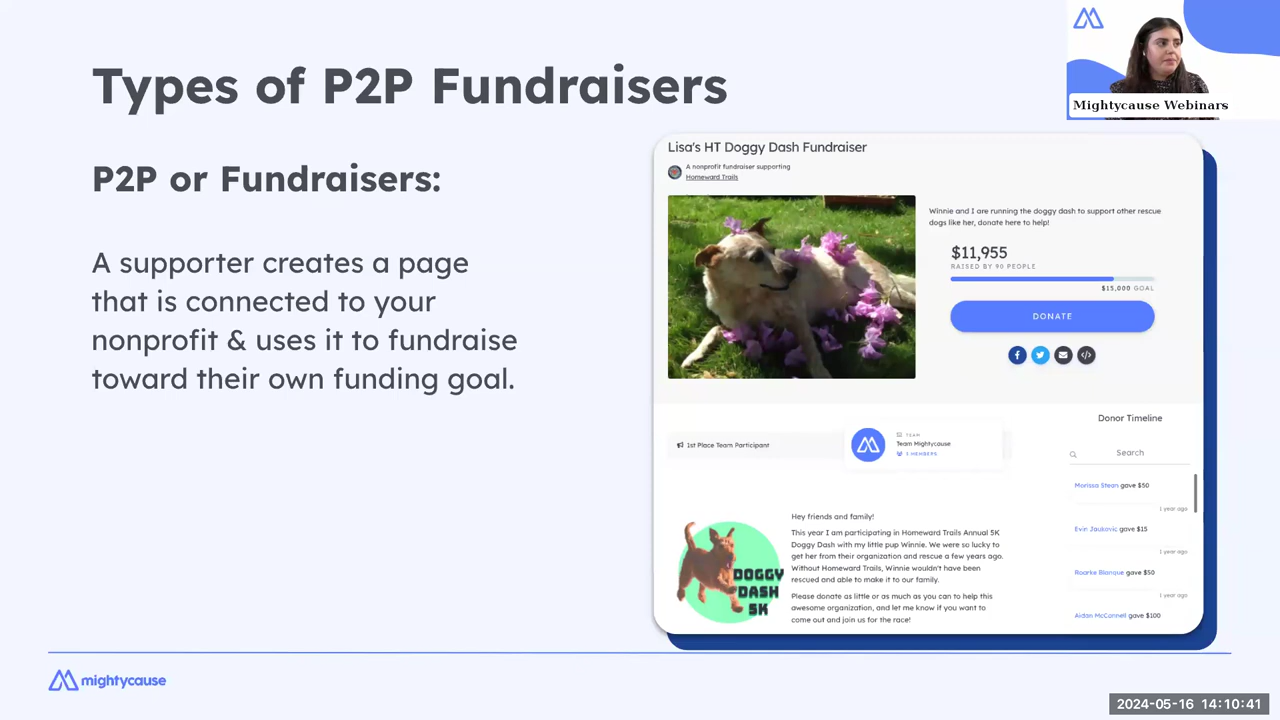 Types of P2P Fundraisers
Mightycause Webinars
P2P or Fundraisers:
A supporter creates a page
that is connected to your
nonprofit & uses it to fundraise
toward their own funding goal.
Lisa's HT Doggy Dash Fundraiser
A nonprofit fundraiser supporting
Homeward Trails
Winnie and I are running the doggy dash to support other rescue
dogs like her, donate here to help!
$11,955
RAISED BY 90 PEOPLE
$15,000 GOAL
DONATE
1st Place Team Participant
TEAM
Team Mightycause
3 MEMBERS
Donor Timeline
Search
Morissa Stean gave $50
1 year ago
Evin Jaukovic gave $15
1 year ago
Roarke Blanque gave $50
1 year ago
Aidan McConnell gave $100
DOGGY
DASH
5K
Hey friends and family!
This year I am participating in Homeward Trails Annual 5K
Doggy Dash with my little pup Winnie. We were so lucky to
get her from their organization and rescue a few years ago.
Without Homeward Trails, Winnie wouldn't have been
rescued and able to make it to our family.
Please donate as little or as much as you can to help this
awesome organization, and let me know if you want to
come out and join us for the race!
mightycause
2024-05-16 14:10:41